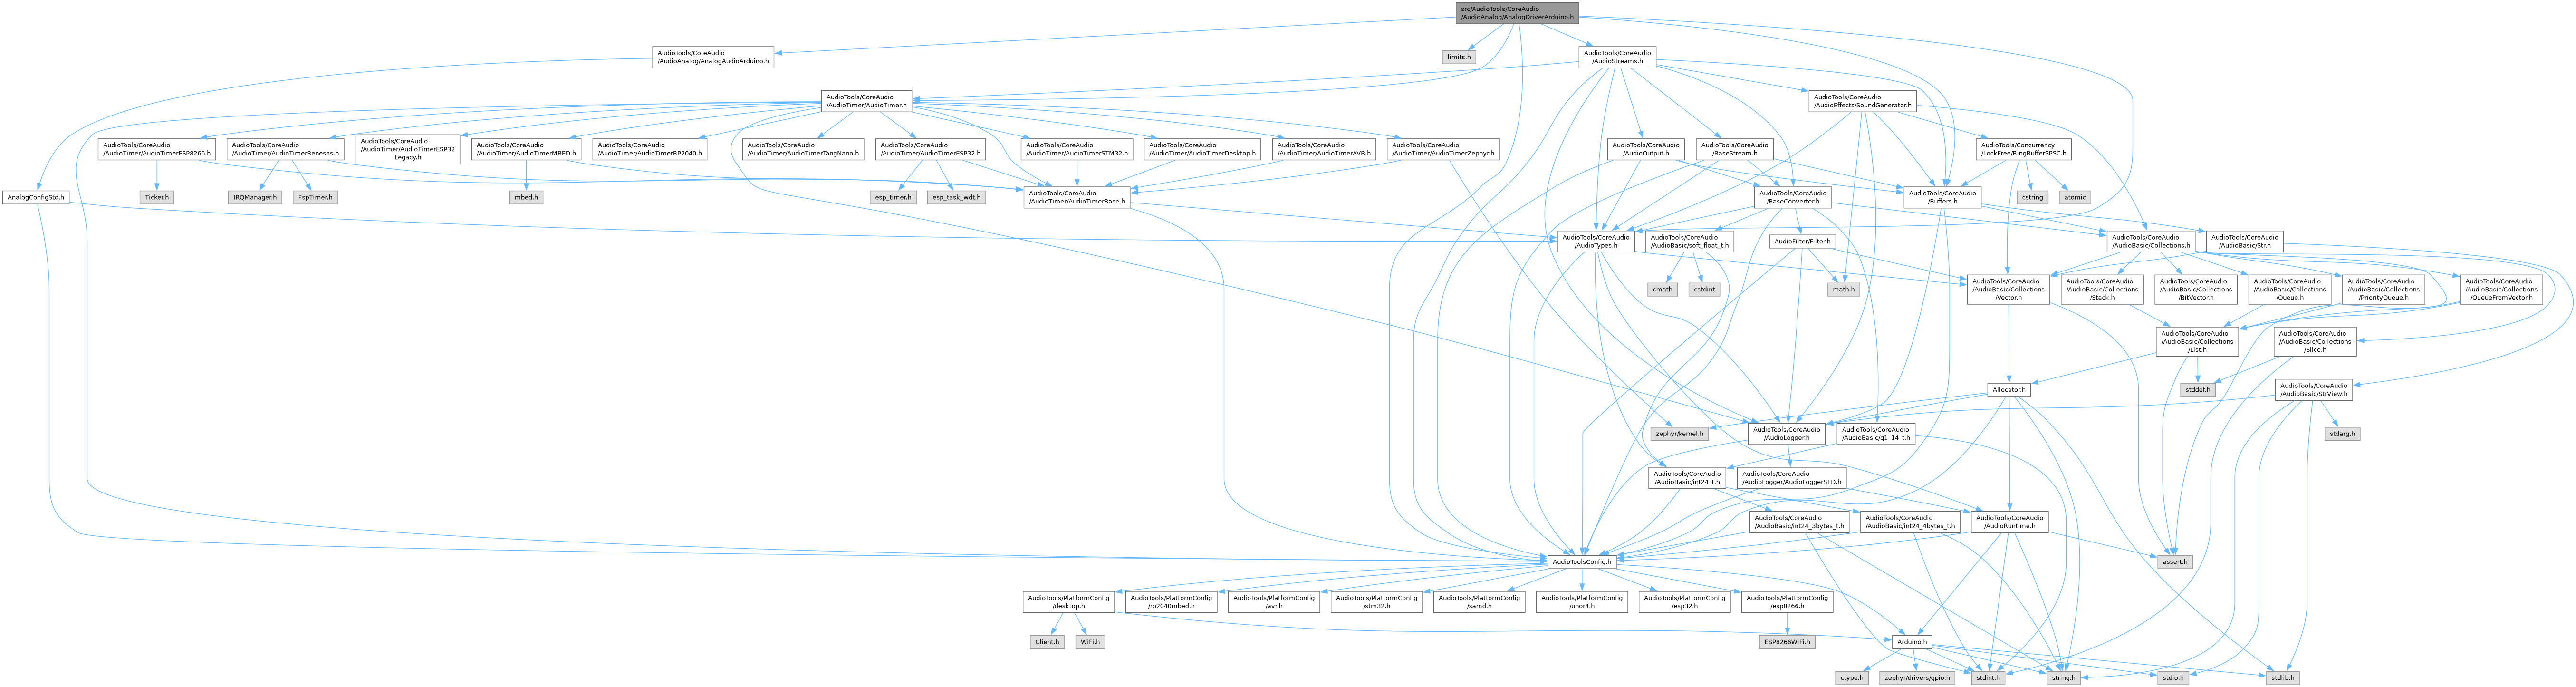 src/AudioTools/CoreAudio
/AudioAnalog/AnalogDriverArduino.h
AudioTools/CoreAudio
/AudioAnalog/AnalogAudioArduino.h
limits.h
AudioTools/CoreAudio
/AudioStreams.h
AudioTools/CoreAudio
/AudioTimer/AudioTimer.h
AudioTools/CoreAudio
/AudioEffects/SoundGenerator.h
AudioTools/CoreAudio
/AudioTimer/AudioTimerESP8266.h
AudioTools/CoreAudio
/AudioTimer/AudioTimerRenesas.h
AudioTools/CoreAudio
/AudioTimer/AudioTimerESP32
Legacy.h
AudioTools/CoreAudio
/AudioTimer/AudioTimerMBED.h
AudioTools/CoreAudio
/AudioTimer/AudioTimerRP2040.h
AudioTools/CoreAudio
/AudioTimer/AudioTimerTangNano.h
AudioTools/CoreAudio
/AudioTimer/AudioTimerESP32.h
AudioTools/CoreAudio
/AudioTimer/AudioTimerSTM32.h
AudioTools/CoreAudio
/AudioTimer/AudioTimerDesktop.h
AudioTools/CoreAudio
/AudioTimer/AudioTimerAVR.h
AudioTools/CoreAudio
/AudioTimer/AudioTimerZephyr.h
AudioTools/CoreAudio
/AudioOutput.h
AudioTools/CoreAudio
/BaseStream.h
AudioTools/Concurrency
/LockFree/RingBufferSPSC.h
AnalogConfigStd.h
Ticker.h
IRQManager.h
FspTimer.h
mbed.h
esp_timer.h
esp_task_wdt.h
AudioTools/CoreAudio
/AudioTimer/AudioTimerBase.h
AudioTools/CoreAudio
/BaseConverter.h
AudioTools/CoreAudio
/Buffers.h
cstring
atomic
AudioTools/CoreAudio
/AudioTypes.h
AudioTools/CoreAudio
/AudioBasic/soft_float_t.h
AudioFilter/Filter.h
AudioTools/CoreAudio
/AudioBasic/Collections.h
AudioTools/CoreAudio
/AudioBasic/Str.h
cmath
cstdint
math.h
AudioTools/CoreAudio
/AudioBasic/Collections
/Vector.h
AudioTools/CoreAudio
/AudioBasic/Collections
/Stack.h
AudioTools/CoreAudio
/AudioBasic/Collections
/BitVector.h
AudioTools/CoreAudio
/AudioBasic/Collections
/Queue.h
AudioTools/CoreAudio
/AudioBasic/Collections
/PriorityQueue.h
AudioTools/CoreAudio
/AudioBasic/Collections
/QueueFromVector.h
AudioTools/CoreAudio
/AudioBasic/Collections
/List.h
AudioTools/CoreAudio
/AudioBasic/Collections
/Slice.h
Allocator.h
stddef.h
AudioTools/CoreAudio
/AudioBasic/StrView.h
zephyr/kernel.h
AudioTools/CoreAudio
/AudioLogger.h
AudioTools/CoreAudio
/AudioBasic/q1_14_t.h
stdarg.h
AudioTools/CoreAudio
/AudioBasic/int24_t.h
AudioTools/CoreAudio
/AudioLogger/AudioLoggerSTD.h
AudioTools/CoreAudio
/AudioBasic/int24_3bytes_t.h
AudioTools/CoreAudio
/AudioBasic/int24_4bytes_t.h
AudioTools/CoreAudio
/AudioRuntime.h
AudioToolsConfig.h
assert.h
AudioTools/PlatformConfig
/desktop.h
AudioTools/PlatformConfig
/rp2040mbed.h
AudioTools/PlatformConfig
/avr.h
AudioTools/PlatformConfig
/stm32.h
AudioTools/PlatformConfig
/samd.h
AudioTools/PlatformConfig
/unor4.h
AudioTools/PlatformConfig
/esp32.h
AudioTools/PlatformConfig
/esp8266.h
Client.h
WiFi.h
ESP8266WiFi.h
Arduino.h
ctype.h
zephyr/drivers/gpio.h
stdint.h
string.h
stdio.h
stdlib.h